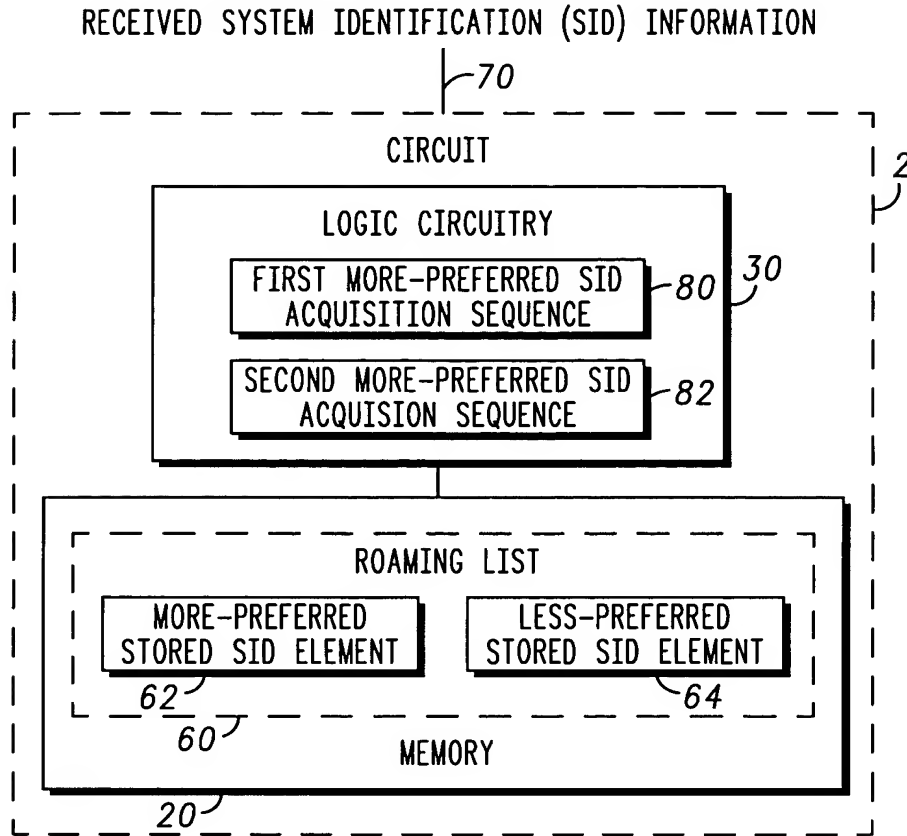 RECEIVED SYSTEM IDENTIFICATION (SID) INFORMATION
70
CIRCUIT
2
LOGIC CIRCUITRY
30
FIRST MORE-PREFERRED SID
ACQUISITION SEQUENCE
80
SECOND MORE-PREFERRED SID
ACQUISION SEQUENCE
82
ROAMING LIST
MORE-PREFERRED
STORED SID ELEMENT
LESS-PREFERRED
STORED SID ELEMENT
62
64
60
MEMORY
20